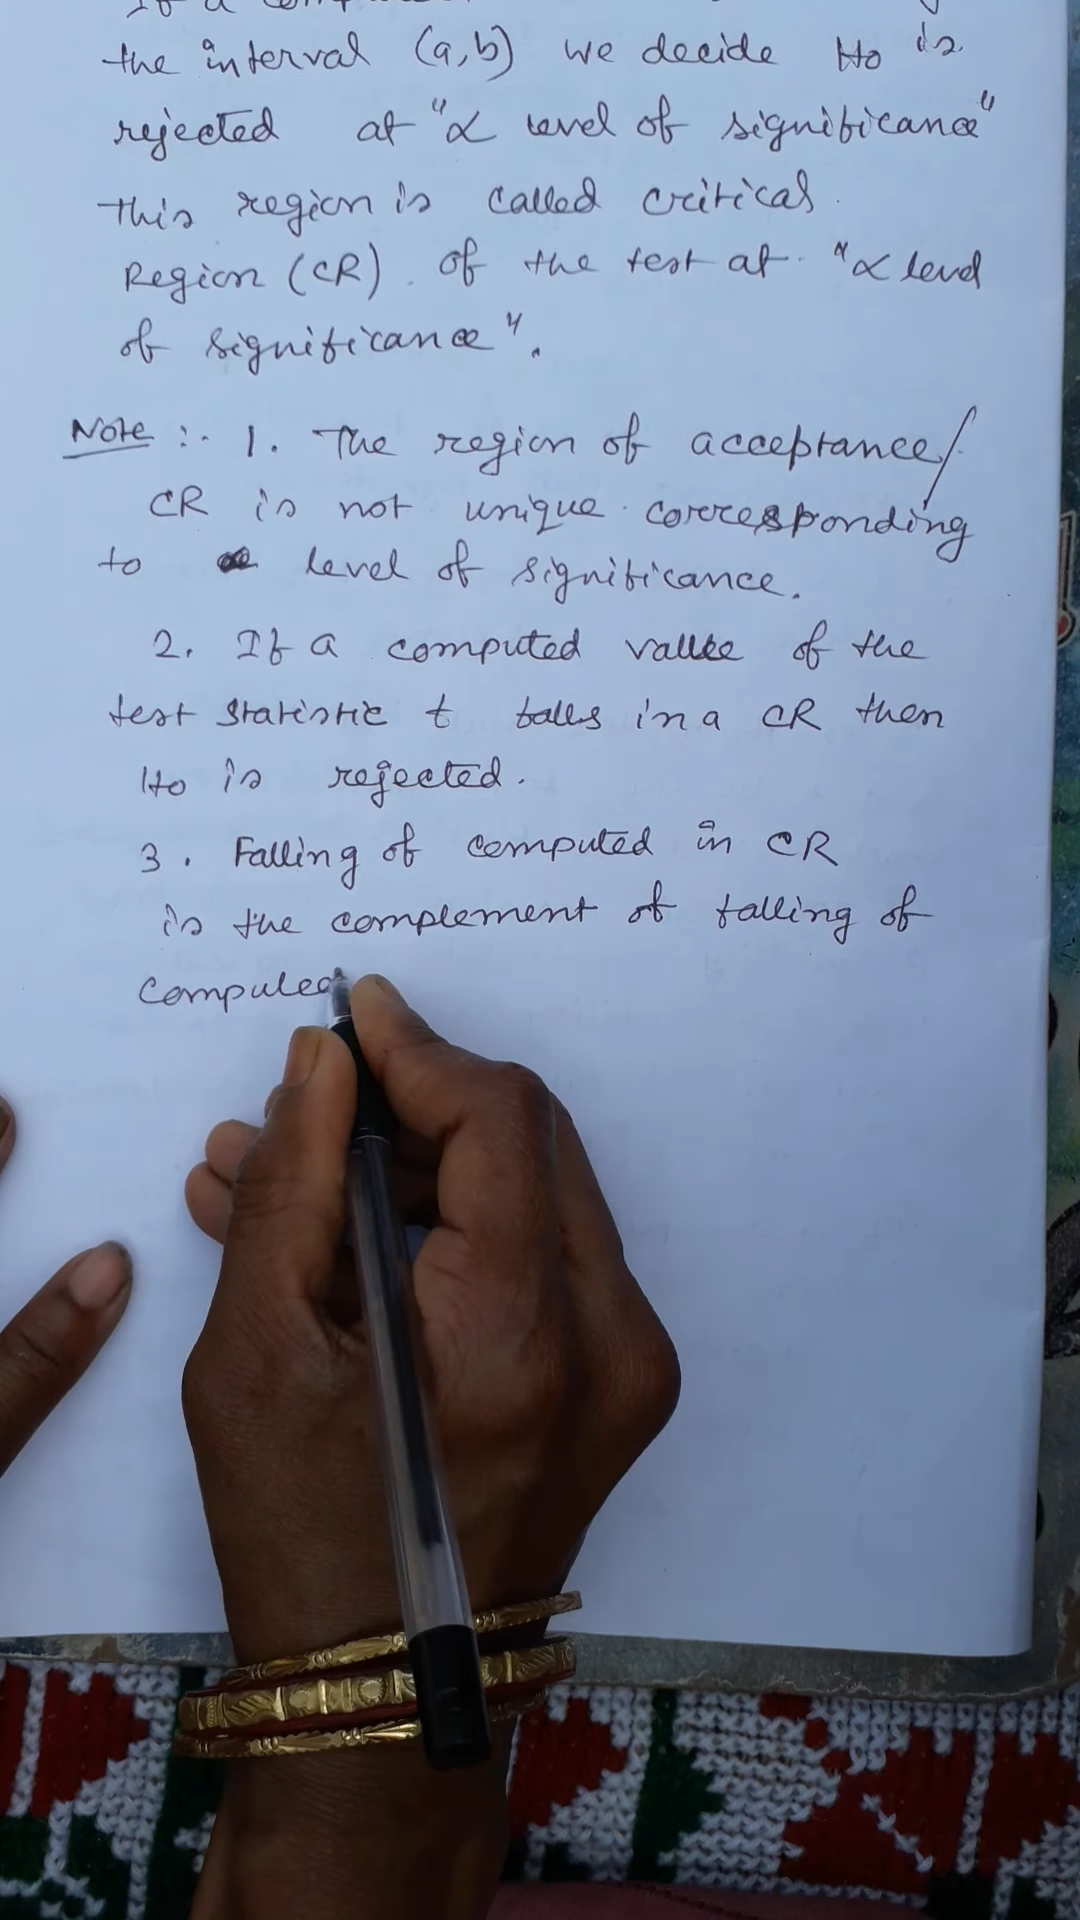 If a
the interval (a,b) we decide Ho is
rejected at "α level of significance"
This region is called critical
Region (CR) of the test at "α level
of significance".
Note :- 1. The region of acceptance/
CR is not unique corresponding
to level of significance.
2. If a computed value of the
test statistic t falls in a CR then
Ho is rejected.
3. Falling of computed in CR
is the complement of falling of
Compuled